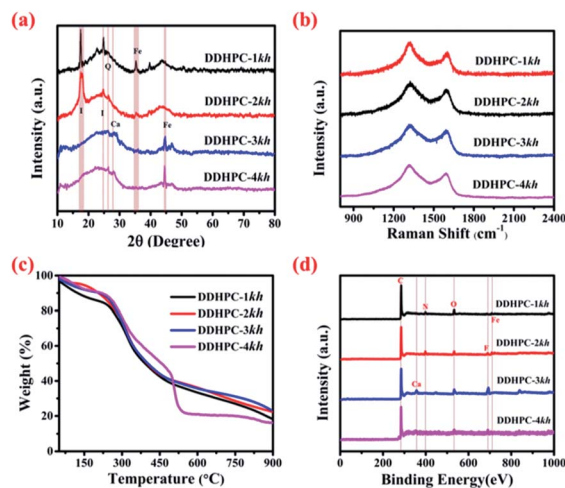 (a)
Intensity (a.u.)
DDHPC-1kh
DDHPC-2kh
DDHPC-3kh
DDHPC-4kh
Fe
Q
I
I
Ca
Fe
10 20 30 40 50 60 70 80
2θ (Degree)
(b)
Intensity (a.u.)
DDHPC-1kh
DDHPC-2kh
DDHPC-3kh
DDHPC-4kh
900 1200 1500 1800 2100 2400
Raman Shift (cm-1)
(c)
Weight (%)
100
80
60
40
20
0
DDHPC-1kh
DDHPC-2kh
DDHPC-3kh
DDHPC-4kh
150 300 450 600 750 900
Temperature (°C)
(d)
Intensity (a.u.)
C
N
O
DDHPC-1kh
Fe
DDHPC-2kh
F
Ca
DDHPC-3kh
DDHPC-4kh
0 200 400 600 800 1000
Binding Energy(eV)